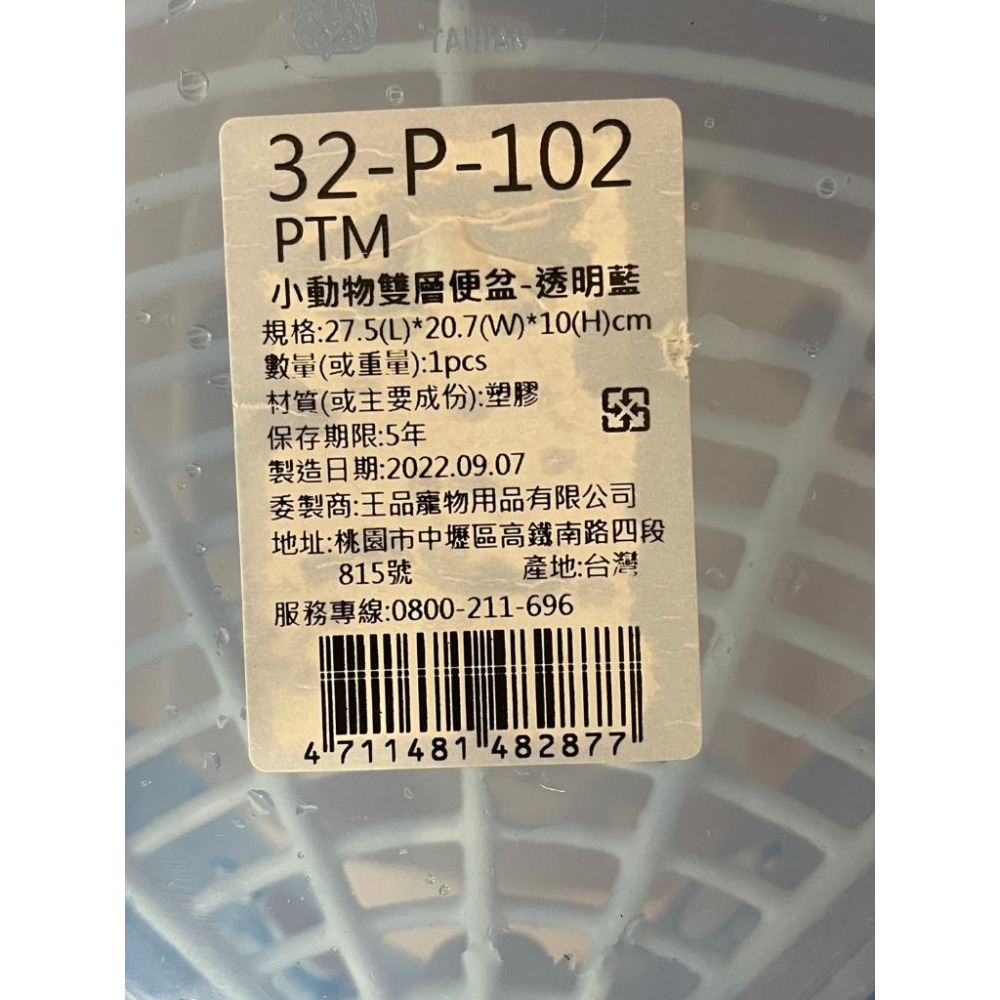 TAIWAN
32-P-102
PTM
小動物雙層便盆-透明藍
規格:27.5(L)*20.7(W)*10(H)cm
數量(或重量):1pcs
材質(或主要成份):塑膠
保存期限:5年
製造日期:2022.09.07
委製商:王品寵物用品有限公司
地址:桃園市中壢區高鐵南路四段
815號 產地:台灣
服務專線:0800-211-696
4 711481 482877